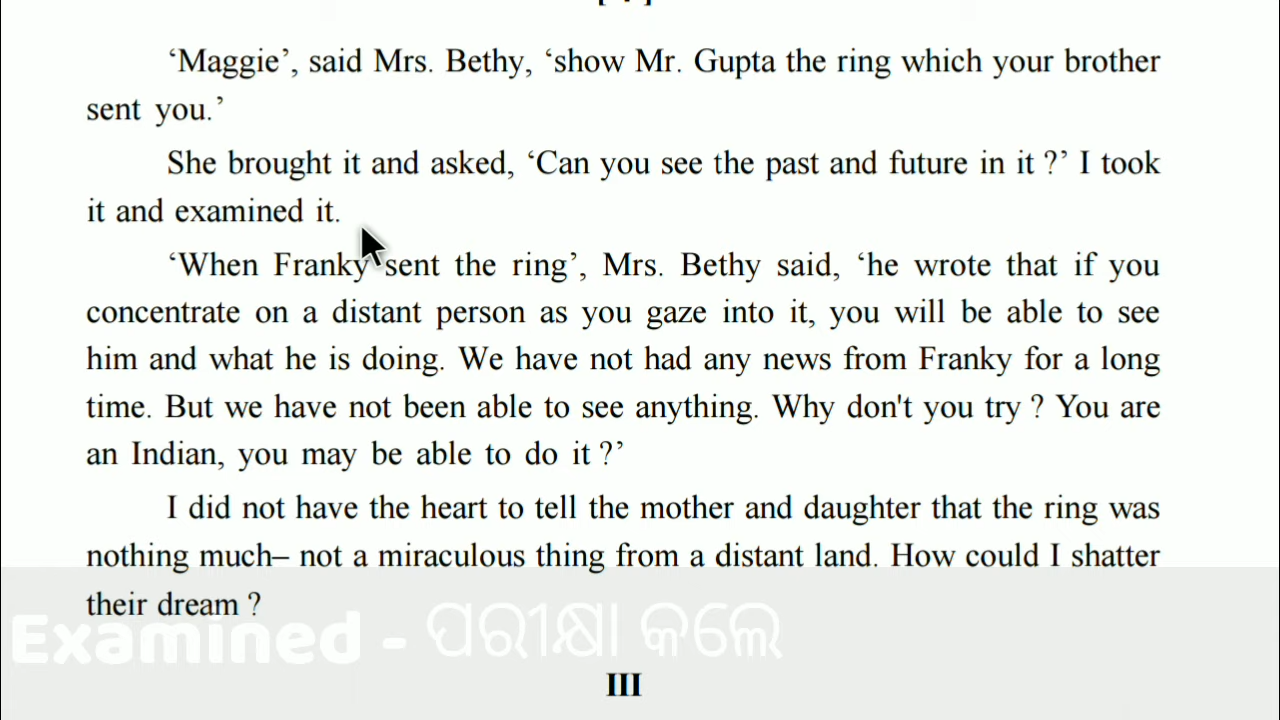 ‘Maggie’, said Mrs. Bethy, ‘show Mr. Gupta the ring which your brother
sent you.’
She brought it and asked, ‘Can you see the past and future in it ?’ I took
it and examined it.
‘When Franky sent the ring’, Mrs. Bethy said, ‘he wrote that if you
concentrate on a distant person as you gaze into it, you will be able to see
him and what he is doing. We have not had any news from Franky for a long
time. But we have not been able to see anything. Why don't you try ? You are
an Indian, you may be able to do it ?’
I did not have the heart to tell the mother and daughter that the ring was
nothing much– not a miraculous thing from a distant land. How could I shatter
their dream ?
Examined - ପରୀକ୍ଷା କଲେ
III